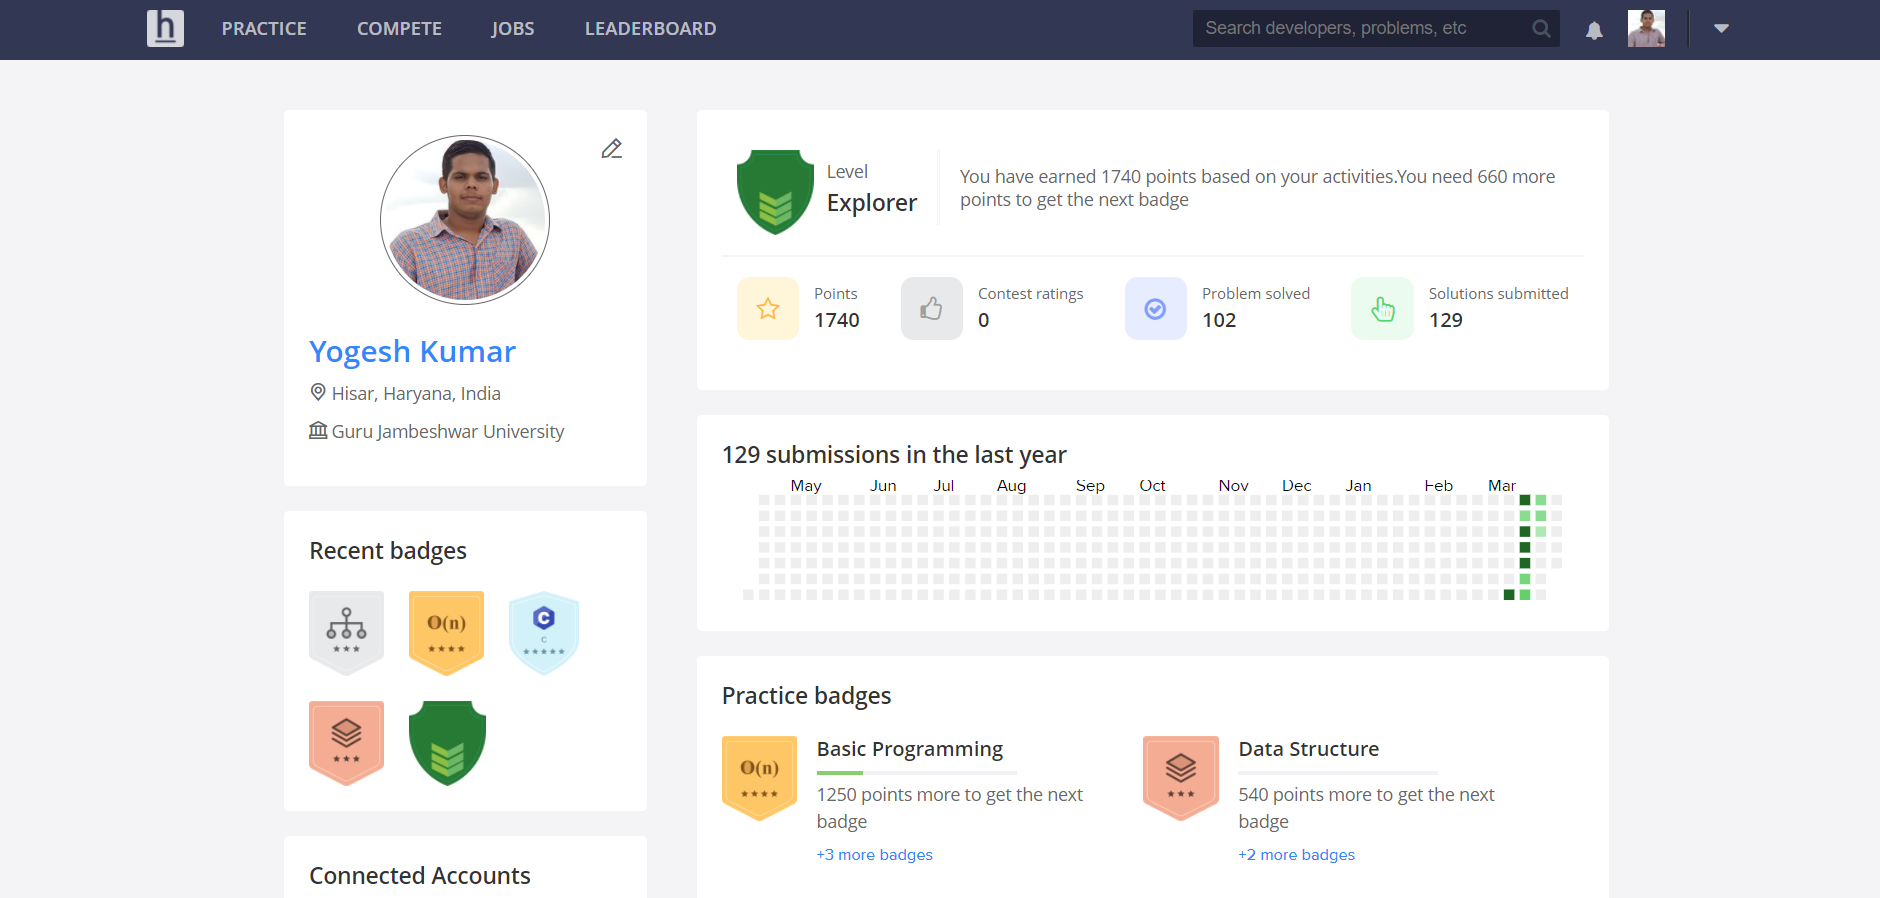 h PRACTICE COMPETE JOBS LEADERBOARD Search developers, problems, etc
Yogesh Kumar
Hisar, Haryana, India
Guru Jambeshwar University
Recent badges
O(n)
C
C
Connected Accounts
Level
Explorer
You have earned 1740 points based on your activities.You need 660 more
points to get the next badge
Points
1740
Contest ratings
0
Problem solved
102
Solutions submitted
129
129 submissions in the last year
May Jun Jul Aug Sep Oct Nov Dec Jan Feb Mar
Practice badges
O(n)
Basic Programming
1250 points more to get the next
badge
+3 more badges
Data Structure
540 points more to get the next
badge
+2 more badges